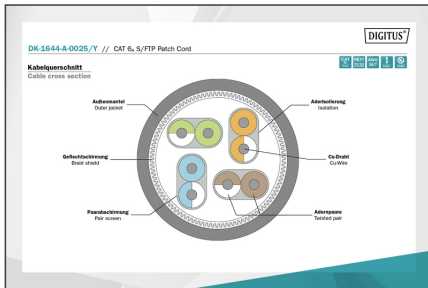 DIGITUS®
DK-1644-A-0025/Y // CAT 6A S/FTP Patch Cord
Kabelquerschnitt
Cable cross section
Außenmantel
Outer jacket
Aderisolierung
Isolation
Geflechtschirmung
Braid shield
Cu-Draht
Cu-Wire
Paarabschirmung
Pair screen
Adernpaare
Twisted pair